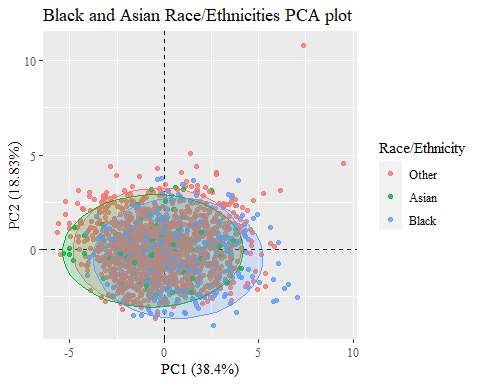 Black and Asian Race/Ethnicities PCA plot
10
5
0
PC2 (18.83%)
-5
0
5
10
PC1 (38.4%)
Race/Ethnicity
Other
Asian
Black